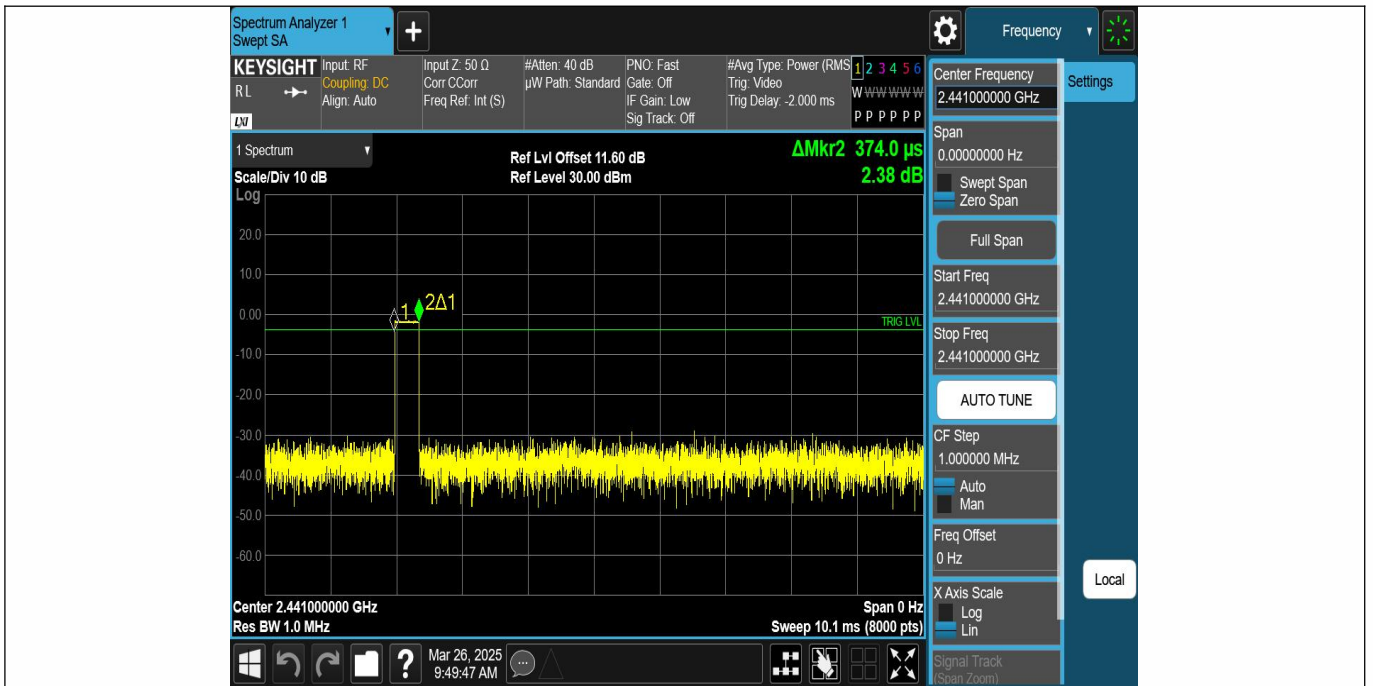 Spectrum Analyzer 1
Swept SA
Frequency
KEYSIGHT
RL
LXI
Input: RF
Coupling: DC
Align: Auto
Input Z: 50 Ω
Corr CCorr
Freq Ref: Int (S)
#Atten: 40 dB
µW Path: Standard
PNO: Fast
Gate: Off
IF Gain: Low
Sig Track: Off
#Avg Type: Power (RMS
Trig: Video
Trig Delay: -2.000 ms
1 2 3 4 5 6
W W W W W W
P P P P P P
1 Spectrum
Scale/Div 10 dB
Ref Lvl Offset 11.60 dB
Ref Level 30.00 dBm
ΔMkr2 374.0 µs
2.38 dB
Log
20.0
10.0
0.00
-10.0
-20.0
-30.0
-40.0
-50.0
-60.0
1
2Δ1
TRIG LVL
Center 2.441000000 GHz
Res BW 1.0 MHz
Span 0 Hz
Sweep 10.1 ms (8000 pts)
Center Frequency
2.441000000 GHz
Settings
Span
0.00000000 Hz
Swept Span
Zero Span
Full Span
Start Freq
2.441000000 GHz
Stop Freq
2.441000000 GHz
AUTO TUNE
CF Step
1.000000 MHz
Auto
Man
Freq Offset
0 Hz
X Axis Scale
Log
Lin
Signal Track
(Span Zoom)
Local
?
Mar 26, 2025
9:49:47 AM